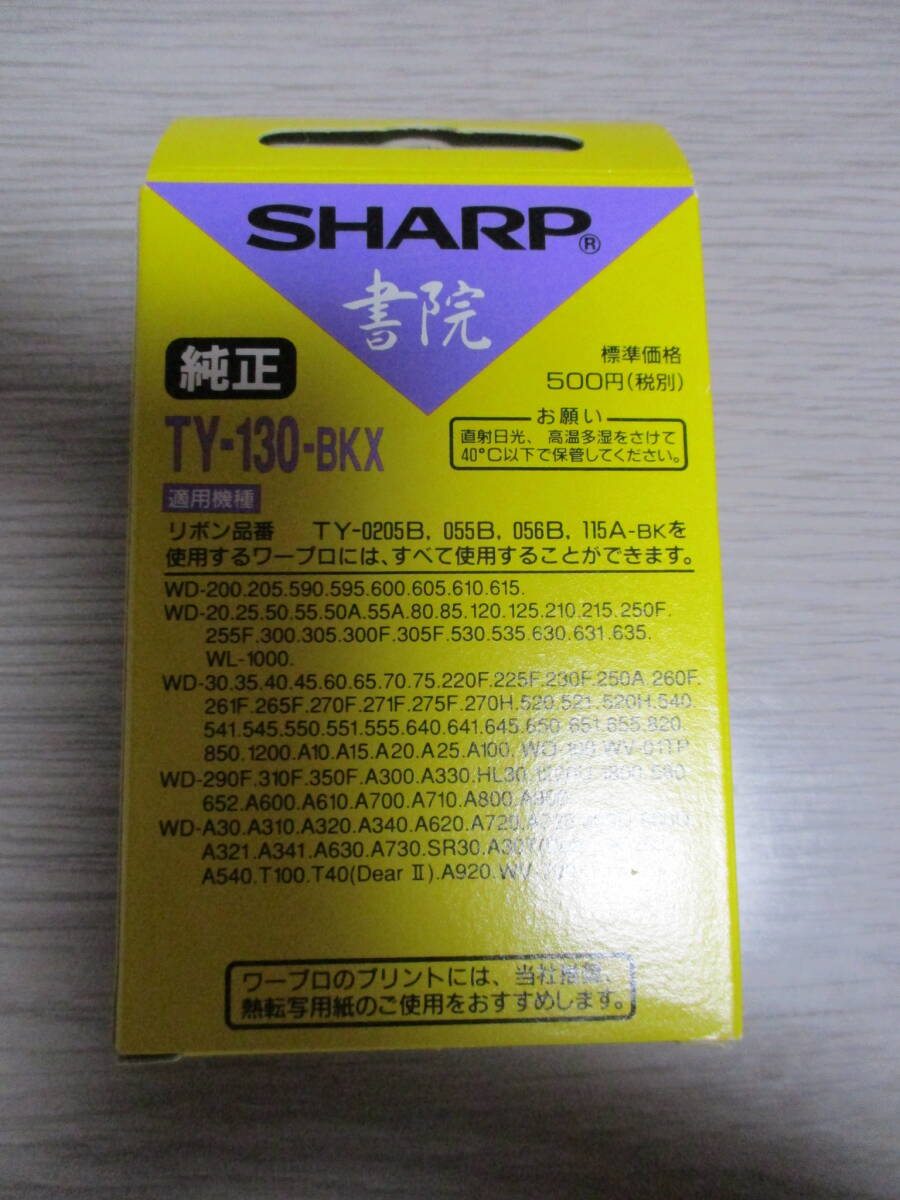 SHARP®
書院
純正
標準価格
500円(税別)
TY-130-BKX
お願い
直射日光、高温多湿をさけて
40°C以下で保管してください。
適用機種
リボン品番 TY-0205B, 055B, 056B, 115A-BKを
使用するワープロには、すべて使用することができます。
WD-200.205.590.595.600.605.610.615.
WD-20.25.50.55.50A.55A.80.85.120.125.210.215.250F.
255F.300.305.300F.305F.530.535.630.631.635.
WL-1000.
WD-30.35.40.45.60.65.70.75.220F.225F.230F.250A.260F.
261F.265F.270F.271F.275F.270H.520.521.520H.540
541.545.550.551.555.640.641.645.650.651.655.820.
850.1200.A10.A15.A20.A25.A100.
WD-290F.310F.350F.A300.A330.HL30.
652.A600.A610.A700.A710.A800.
WD-A30.A310.A320.A340.A620.A720.
A321.A341.A630.A730.SR30.
A540.T100.T40(Dear II).A920.
ワープロのプリントには、当社指定
熱転写用紙のご使用をおすすめします。